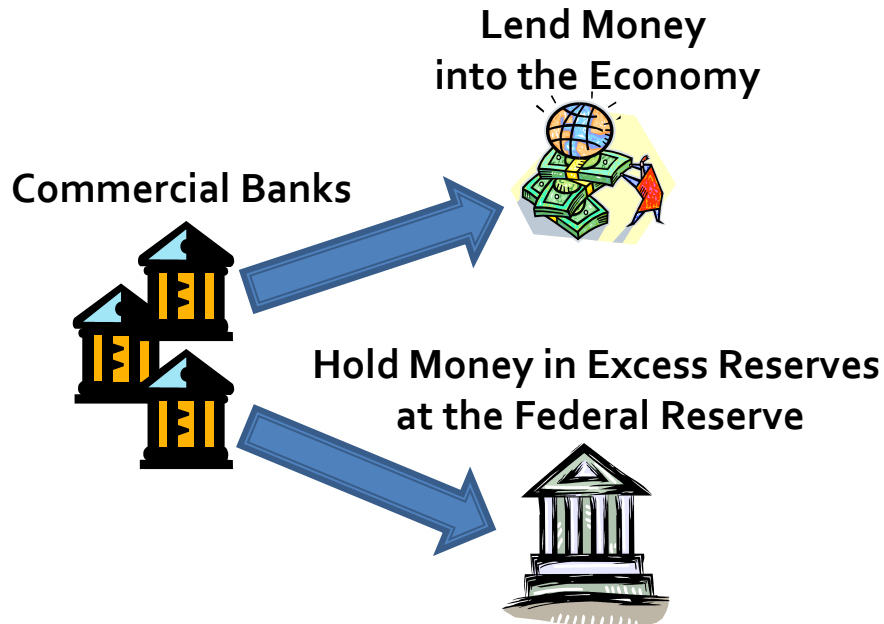 Lend Money
into the Economy
Commercial Banks
Hold Money in Excess Reserves
at the Federal Reserve